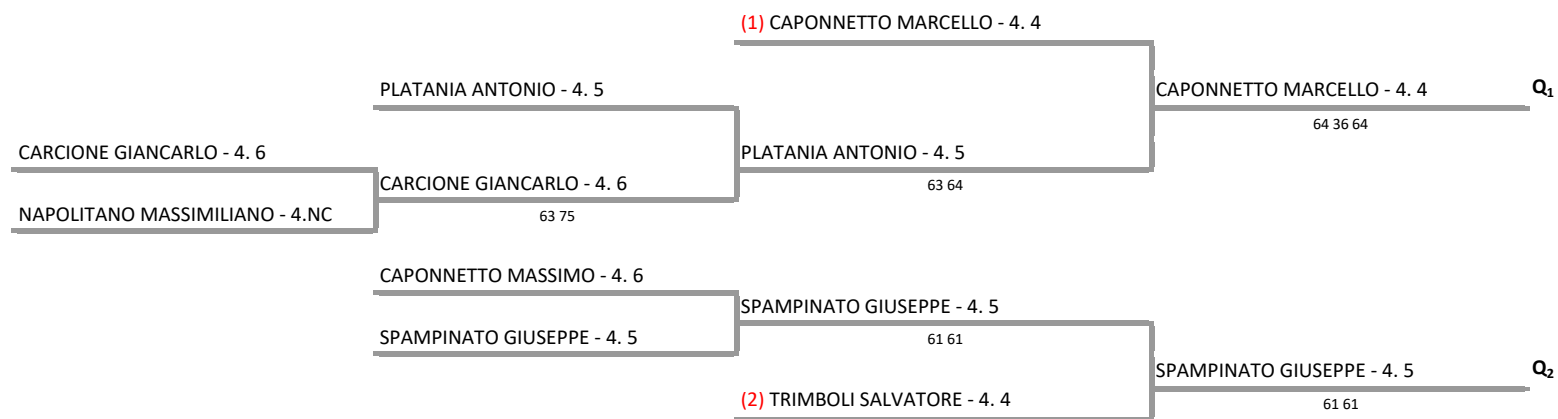 (1) CAPONNETTO MARCELLO - 4. 4
PLATANIA ANTONIO - 4. 5
CAPONNETTO MARCELLO - 4. 4
Q1
64 36 64
CARCIONE GIANCARLO - 4. 6
PLATANIA ANTONIO - 4. 5
CARCIONE GIANCARLO - 4. 6
63 64
NAPOLITANO MASSIMILIANO - 4.NC
63 75
CAPONNETTO MASSIMO - 4. 6
SPAMPINATO GIUSEPPE - 4. 5
SPAMPINATO GIUSEPPE - 4. 5
61 61
SPAMPINATO GIUSEPPE - 4. 5
Q2
(2) TRIMBOLI SALVATORE - 4. 4
61 61